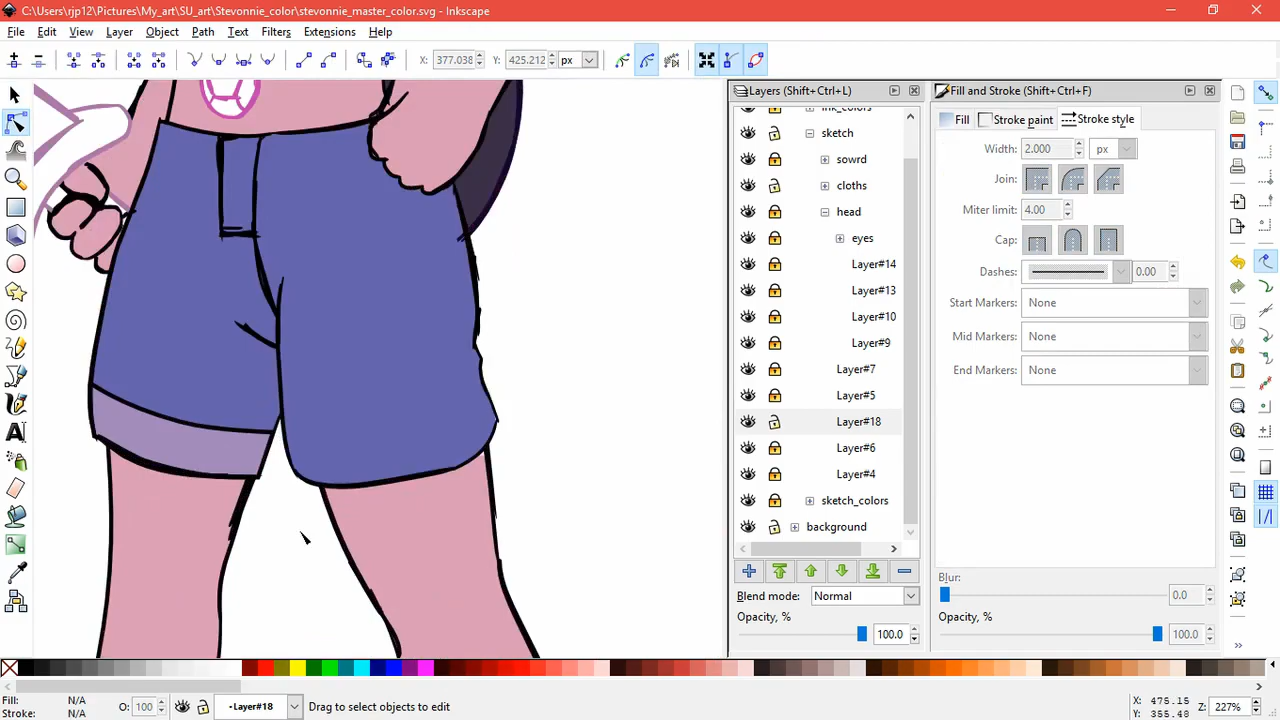 C:\Users\rjp12\Pictures\My_art\SU_art\Stevonnie_color\stevonnie_master_color.svg - Inkscape
File Edit View Layer Object Path Text Filters Extensions Help
X: 377.038 Y: 425.212 px
Layers (Shift+Ctrl+L)
sketch
sowrd
cloths
head
eyes
Layer#14
Layer#13
Layer#10
Layer#9
Layer#7
Layer#5
Layer#18
Layer#6
Layer#4
sketch_colors
background
Blend mode: Normal
Opacity, %
100.0
Fill and Stroke (Shift+Ctrl+F)
Fill Stroke paint Stroke style
Width: 2.000 px
Join:
Miter limit: 4.00
Cap:
Dashes: 0.00
Start Markers None
Mid Markers None
End Markers None
Blur:
0.0
Opacity, %
100.0
Fill: N/A
Stroke: N/A
O: 100
•Layer#18
Drag to select objects to edit
X: 475.15
Y: 355.48
Z: 227%